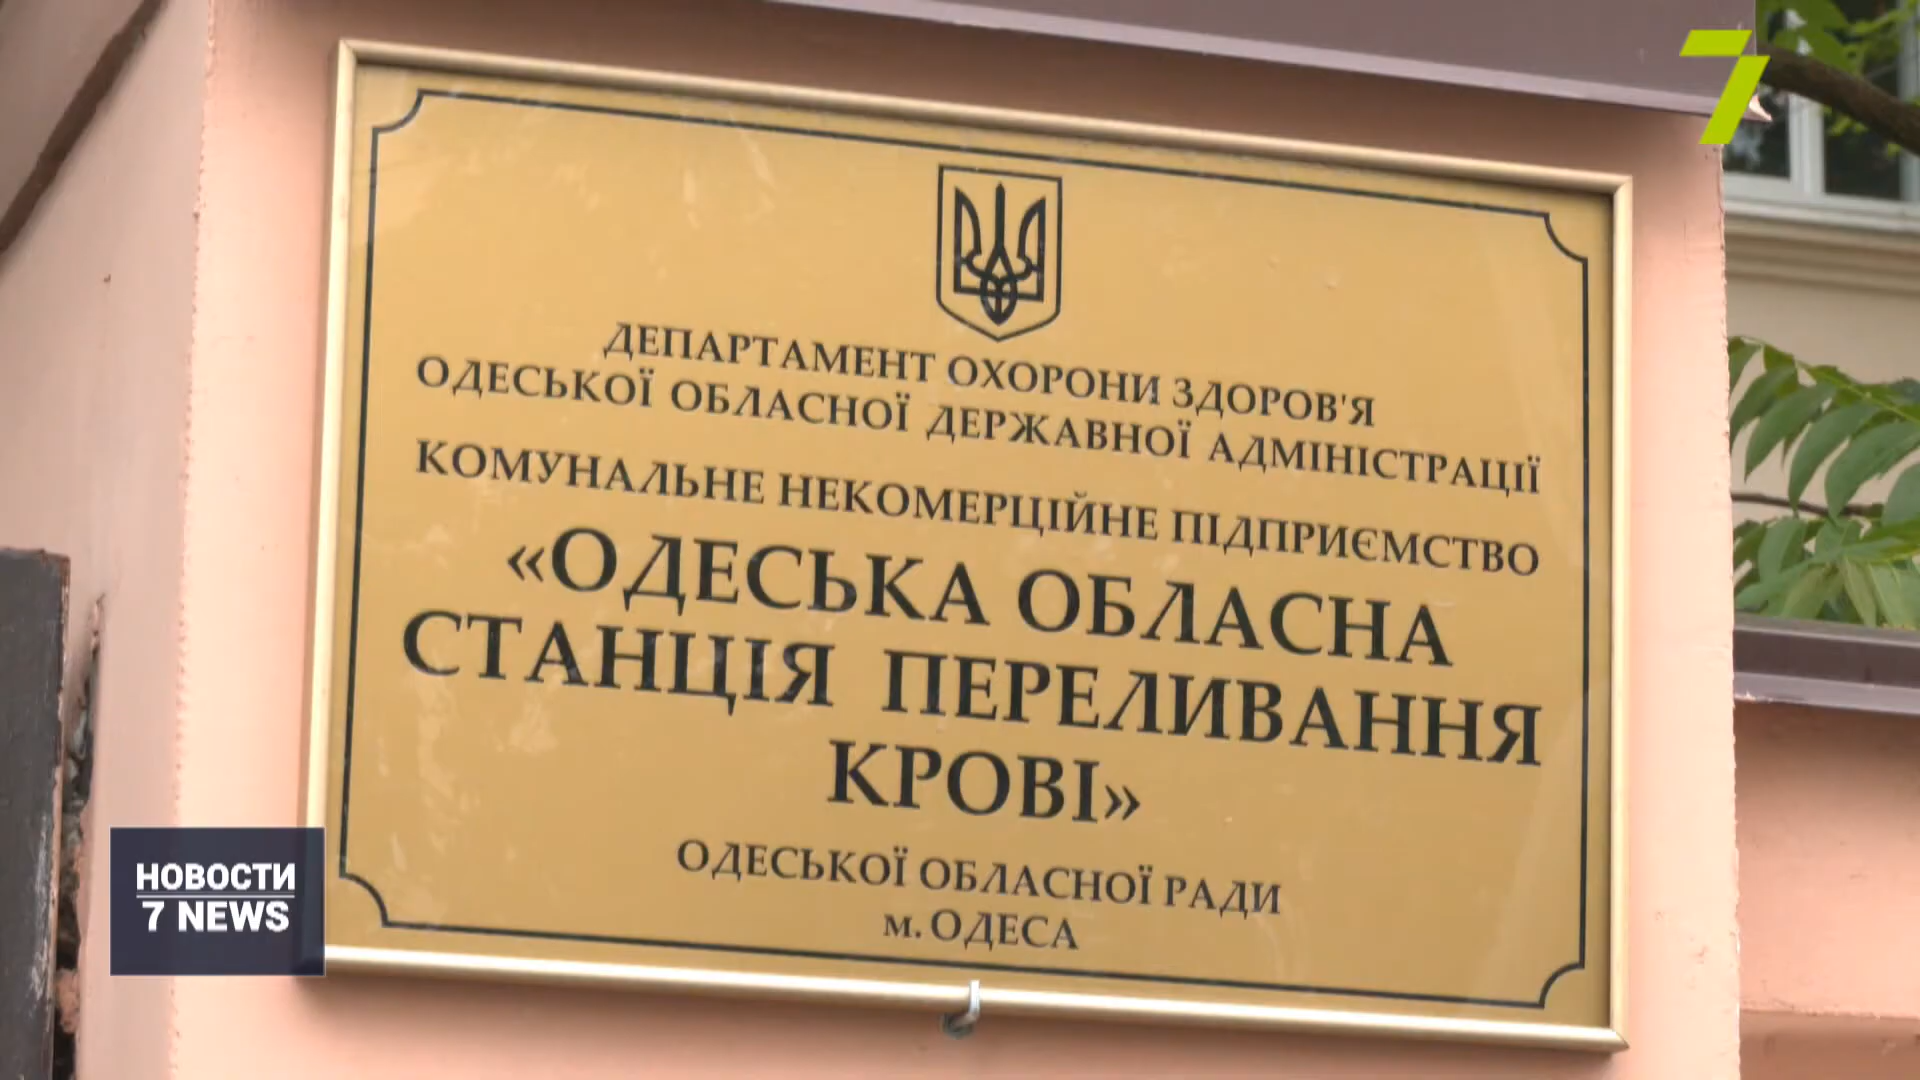 7
ДЕПАРТАМЕНТ ОХОРОНИ ЗДОРОВ'Я
ОДЕСЬКОЇ ОБЛАСНОЇ ДЕРЖАВНОЇ АДМІНІСТРАЦІЇ
КОМУНАЛЬНЕ НЕКОМЕРЦІЙНЕ ПІДПРИЄМСТВО
«ОДЕСЬКА ОБЛАСНА
СТАНЦІЯ ПЕРЕЛИВАННЯ
КРОВІ»
ОДЕСЬКОЇ ОБЛАСНОЇ РАДИ
м. ОДЕСА
НОВОСТИ
7 NEWS